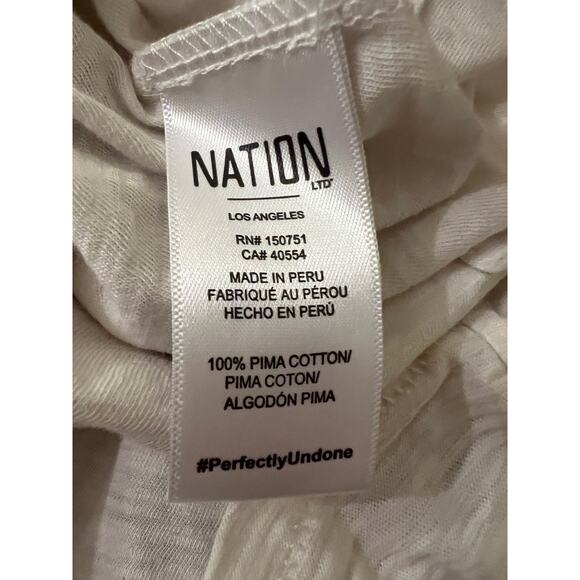 NATION
LTD
LOS ANGELES
RN# 150751
CA# 40554
MADE IN PERU
FABRIQUÉ AU PÉROU
HECHO EN PERÚ
100% PIMA COTTON/
PIMA COTON/
ALGODÓN PIMA
#PerfectlyUndone